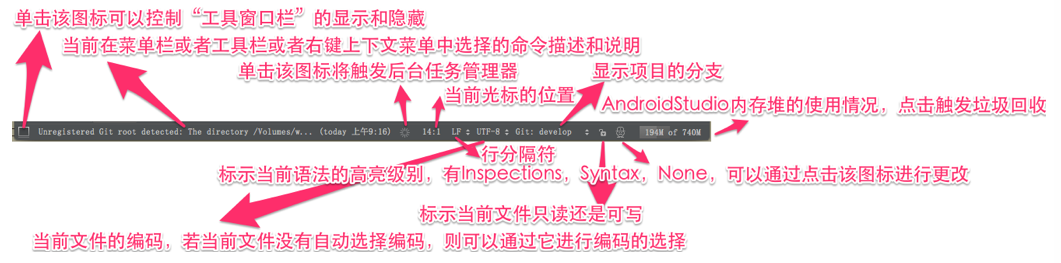 单击该图标可以控制“工具窗口栏”的显示和隐藏
当前在菜单栏或者工具栏或者右键上下文菜单中选择的命令描述和说明
单击该图标将触发后台任务管理器
显示项目的分支
当前光标的位置
AndroidStudio内存堆的使用情况，点击触发垃圾回收
Unregistered Git root detected: The directory /Volumes/w... (today 上午9:16) 14:1 LF UTF-8 Git: develop 194M of 740M
行分隔符
标示当前语法的高亮级别，有Inspections，Syntax，None，可以通过点击该图标进行更改
标示当前文件只读还是可写
当前文件的编码，若当前文件没有自动选择编码，则可以通过它进行编码的选择